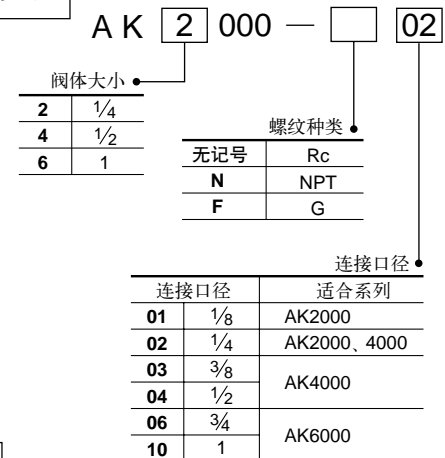 AK 2 000 — 02
阀体大小
2 1/4
4 1/2
6 1
螺纹种类
无记号 Rc
N NPT
F G
连接口径
连接口径 适合系列
01 1/8 AK2000
02 1/4 AK2000、4000
03 3/8 AK4000
04 1/2
06 3/4 AK6000
10 1